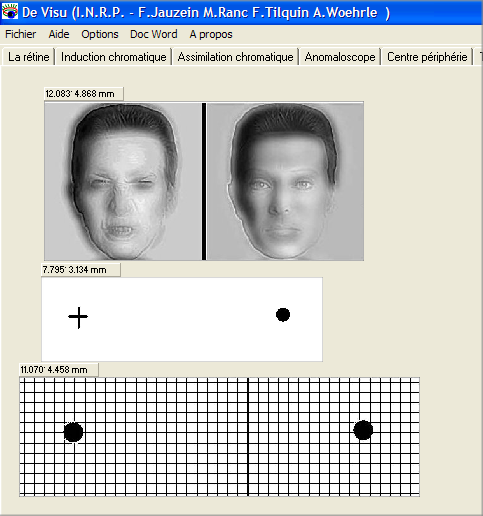 De Visu (I.N.R.P. - F.Jauzein M.Ranc F.Tilquin A.Woehrle )
Fichier Aide Options Doc Word A propos
La rétine Induction chromatique Assimilation chromatique Anomaloscope Centre périphérie
12.083° 4.868 mm
7.795° 3.134 mm
11.070° 4.458 mm